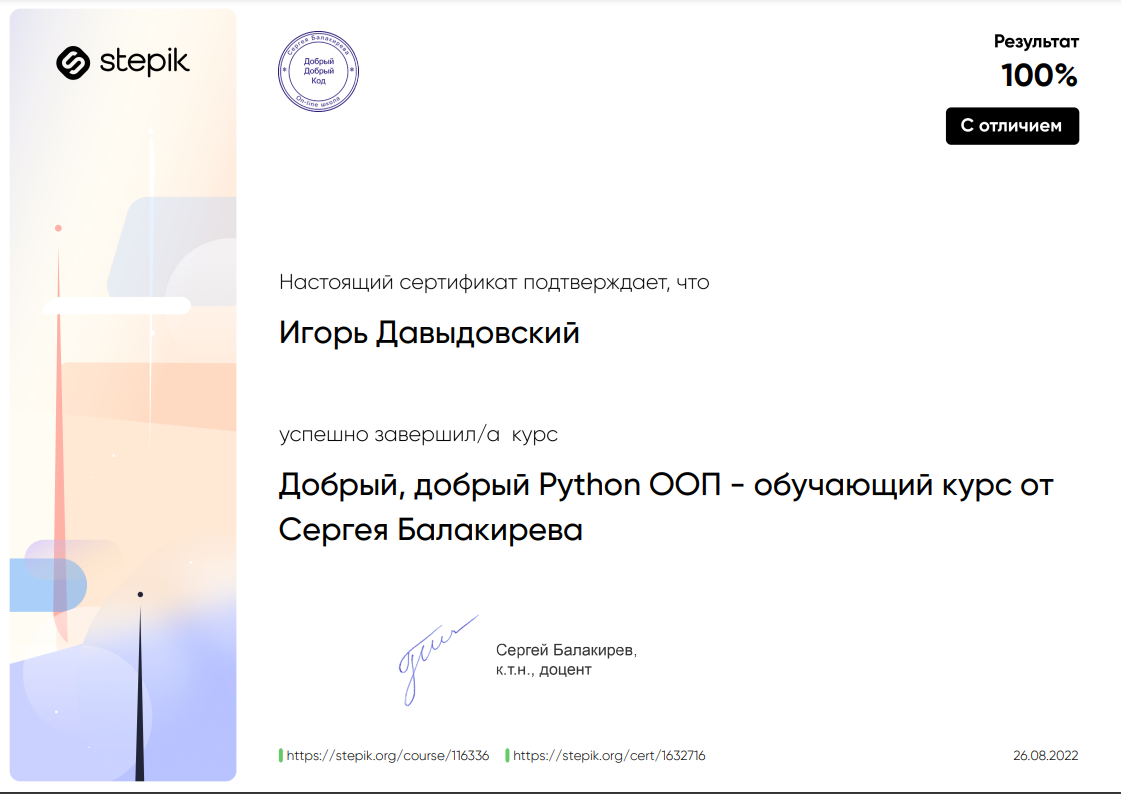 stepik
Сергея Балакирева
Добрый
Добрый
Код
On-line школа
Результат
100%
С отличием
Настоящий сертификат подтверждает, что
Игорь Давыдовский
успешно завершил/а курс
Добрый, добрый Python ООП - обучающий курс от
Сергея Балакирева
Сергей Балакирев,
к.т.н., доцент
https://stepik.org/course/116336 https://stepik.org/cert/1632716
26.08.2022